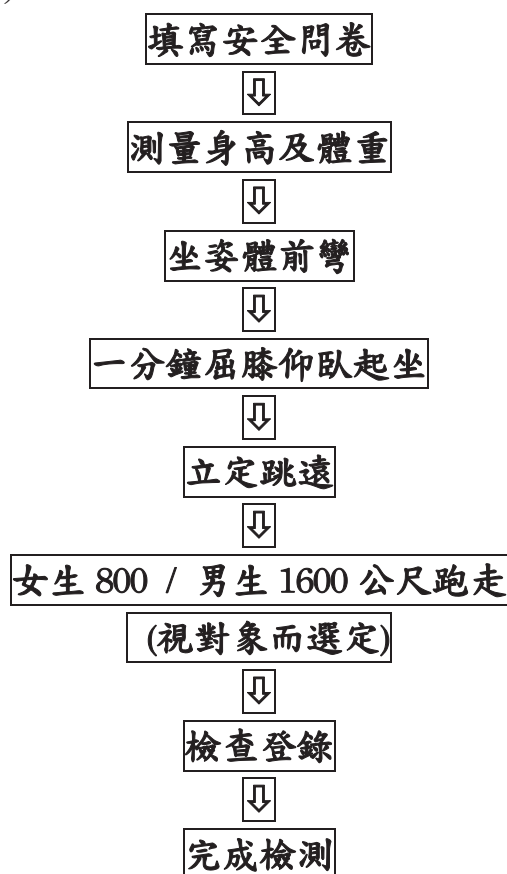 填寫安全問卷
⇩
測量身高及體重
⇩
坐姿體前彎
⇩
一分鐘屈膝仰臥起坐
⇩
立定跳遠
⇩
女生 800 / 男生 1600 公尺跑走
(視對象而選定)
⇩
檢查登錄
⇩
完成檢測